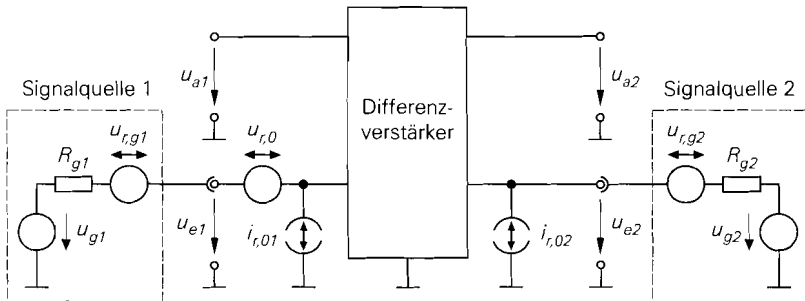 Signalquelle 1
R_g1
u_r,g1
u_g1
u_a1
u_r,0
u_e1
i_r,01
Differenz-
verstärker
u_a2
i_r,02
u_e2
Signalquelle 2
u_r,g2
R_g2
u_g2